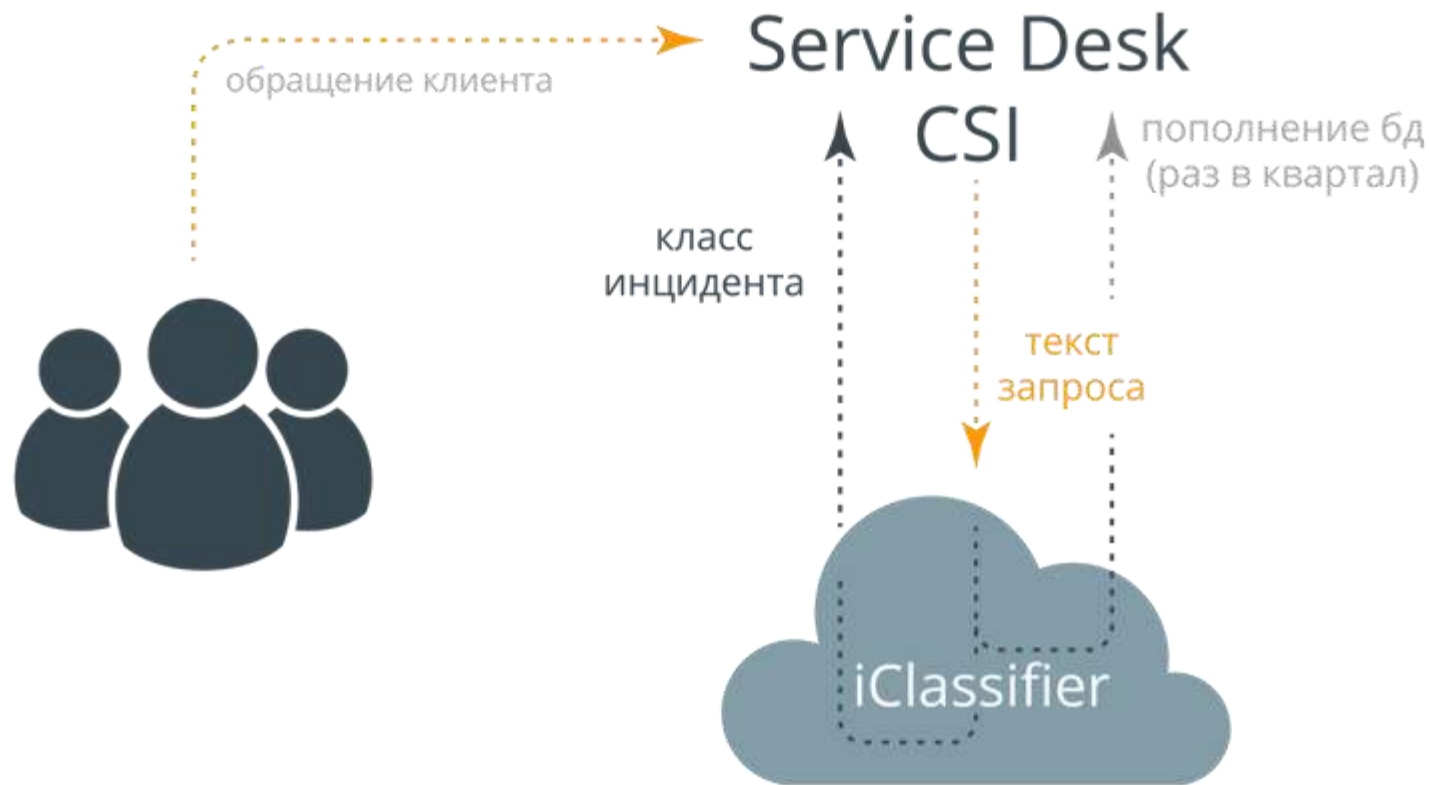 Service Desk
CSI
обращение клиента
пополнение бд
(раз в квартал)
класс
инцидента
текст
запроса
iClassifier